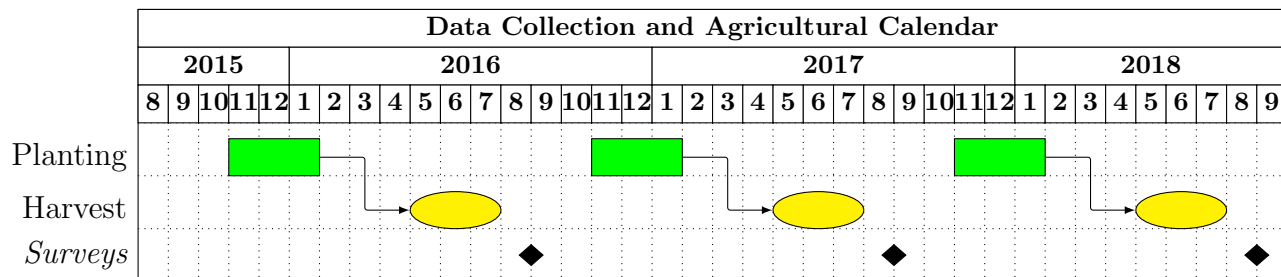 Data Collection and Agricultural Calendar
2015 2016 2017 2018
8 9 10 11 12 1 2 3 4 5 6 7 8 9 10 11 12 1 2 3 4 5 6 7 8 9 10 11 12 1 2 3 4 5 6 7 8 9
Planting
Harvest
Surveys